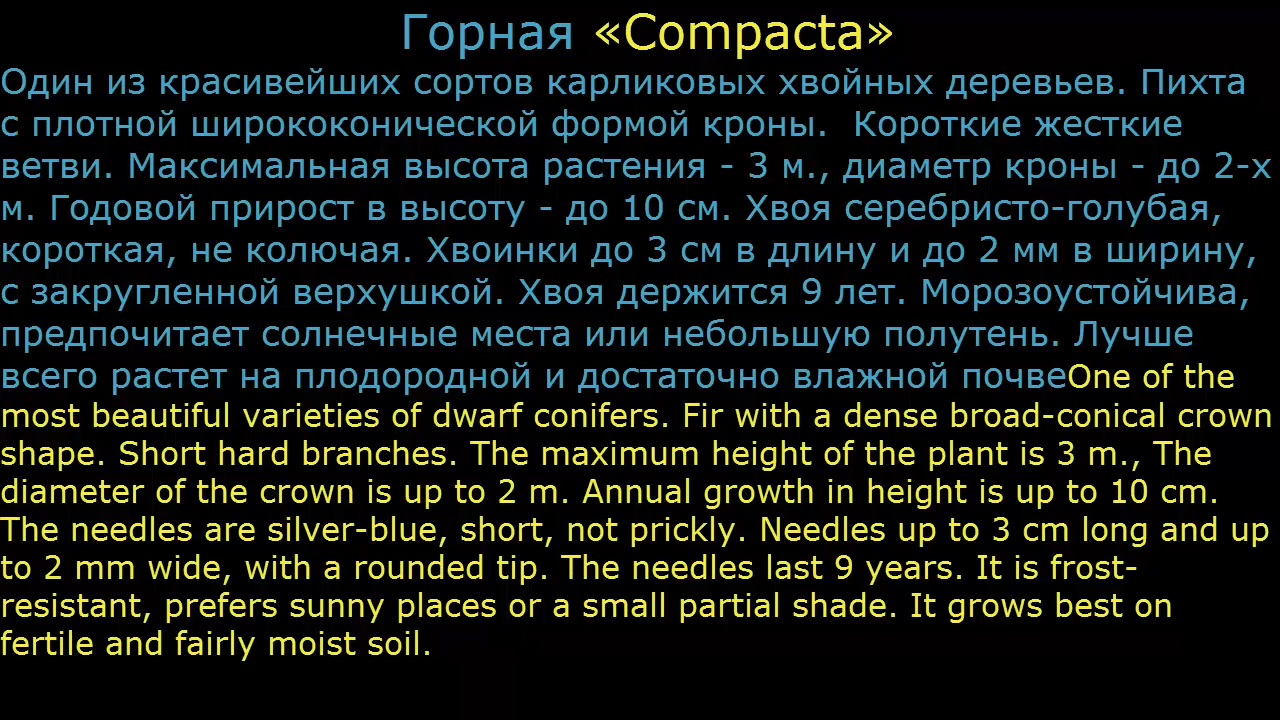 Горная «Compacta»
Один из красивейших сортов карликовых хвойных деревьев. Пихта
с плотной ширококонической формой кроны.  Короткие жесткие
ветви. Максимальная высота растения - 3 м., диаметр кроны - до 2-х
м. Годовой прирост в высоту - до 10 см. Хвоя серебристо-голубая,
короткая, не колючая. Хвоинки до 3 см в длину и до 2 мм в ширину,
с закругленной верхушкой. Хвоя держится 9 лет. Морозоустойчива,
предпочитает солнечные места или небольшую полутень. Лучше
всего растет на плодородной и достаточно влажной почвеOne of the
most beautiful varieties of dwarf conifers. Fir with a dense broad-conical crown
shape. Short hard branches. The maximum height of the plant is 3 m., The
diameter of the crown is up to 2 m. Annual growth in height is up to 10 cm.
The needles are silver-blue, short, not prickly. Needles up to 3 cm long and up
to 2 mm wide, with a rounded tip. The needles last 9 years. It is frost-
resistant, prefers sunny places or a small partial shade. It grows best on
fertile and fairly moist soil.